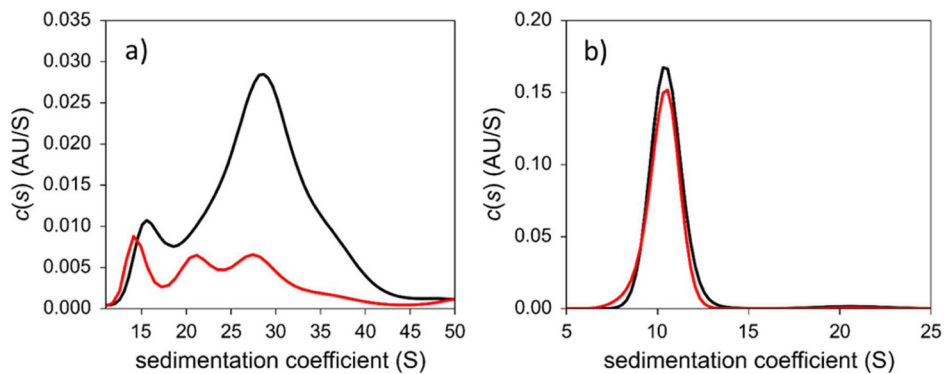 a)
0.035
0.030
0.025
0.020
0.015
0.010
0.005
0.000
c(s) (AU/S)
15 20 25 30 35 40 45 50
sedimentation coefficient (S)
b)
0.20
0.15
0.10
0.05
0.00
c(s) (AU/S)
5 10 15 20 25
sedimentation coefficient (S)